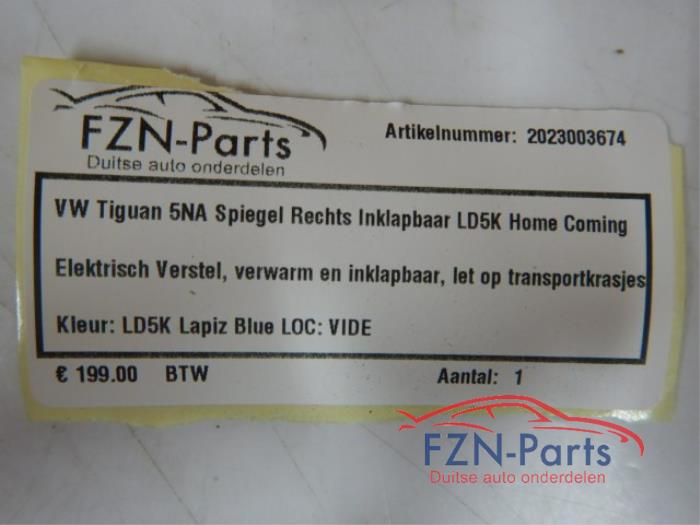 FZN-Parts
Duitse auto onderdelen
Artikelnummer: 2023003674
VW Tiguan 5NA Spiegel Rechts Inklapbaar LD5K Home Coming
Elektrisch Verstel, verwarm en inklapbaar, let op transportkrasjes
Kleur: LD5K Lapiz Blue LOC: VIDE
€ 199.00 BTW
Aantal: 1
FZN-Parts
Duitse auto onderdelen